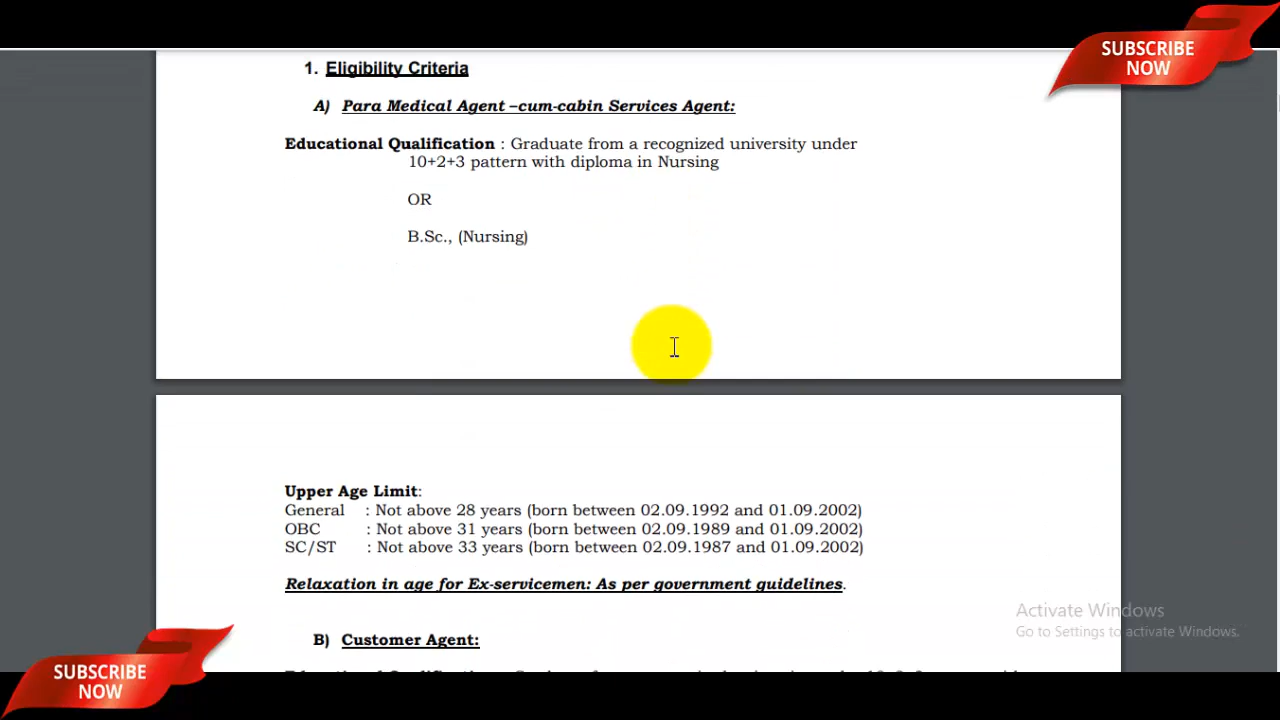 SUBSCRIBE
NOW
1. Eligibility Criteria
A) Para Medical Agent –cum-cabin Services Agent:
Educational Qualification : Graduate from a recognized university under
10+2+3 pattern with diploma in Nursing
OR
B.Sc., (Nursing)
Upper Age Limit:
General : Not above 28 years (born between 02.09.1992 and 01.09.2002)
OBC : Not above 31 years (born between 02.09.1989 and 01.09.2002)
SC/ST : Not above 33 years (born between 02.09.1987 and 01.09.2002)
Relaxation in age for Ex-servicemen: As per government guidelines.
Activate Windows
Go to Settings to activate Windows.
B) Customer Agent:
SUBSCRIBE
NOW